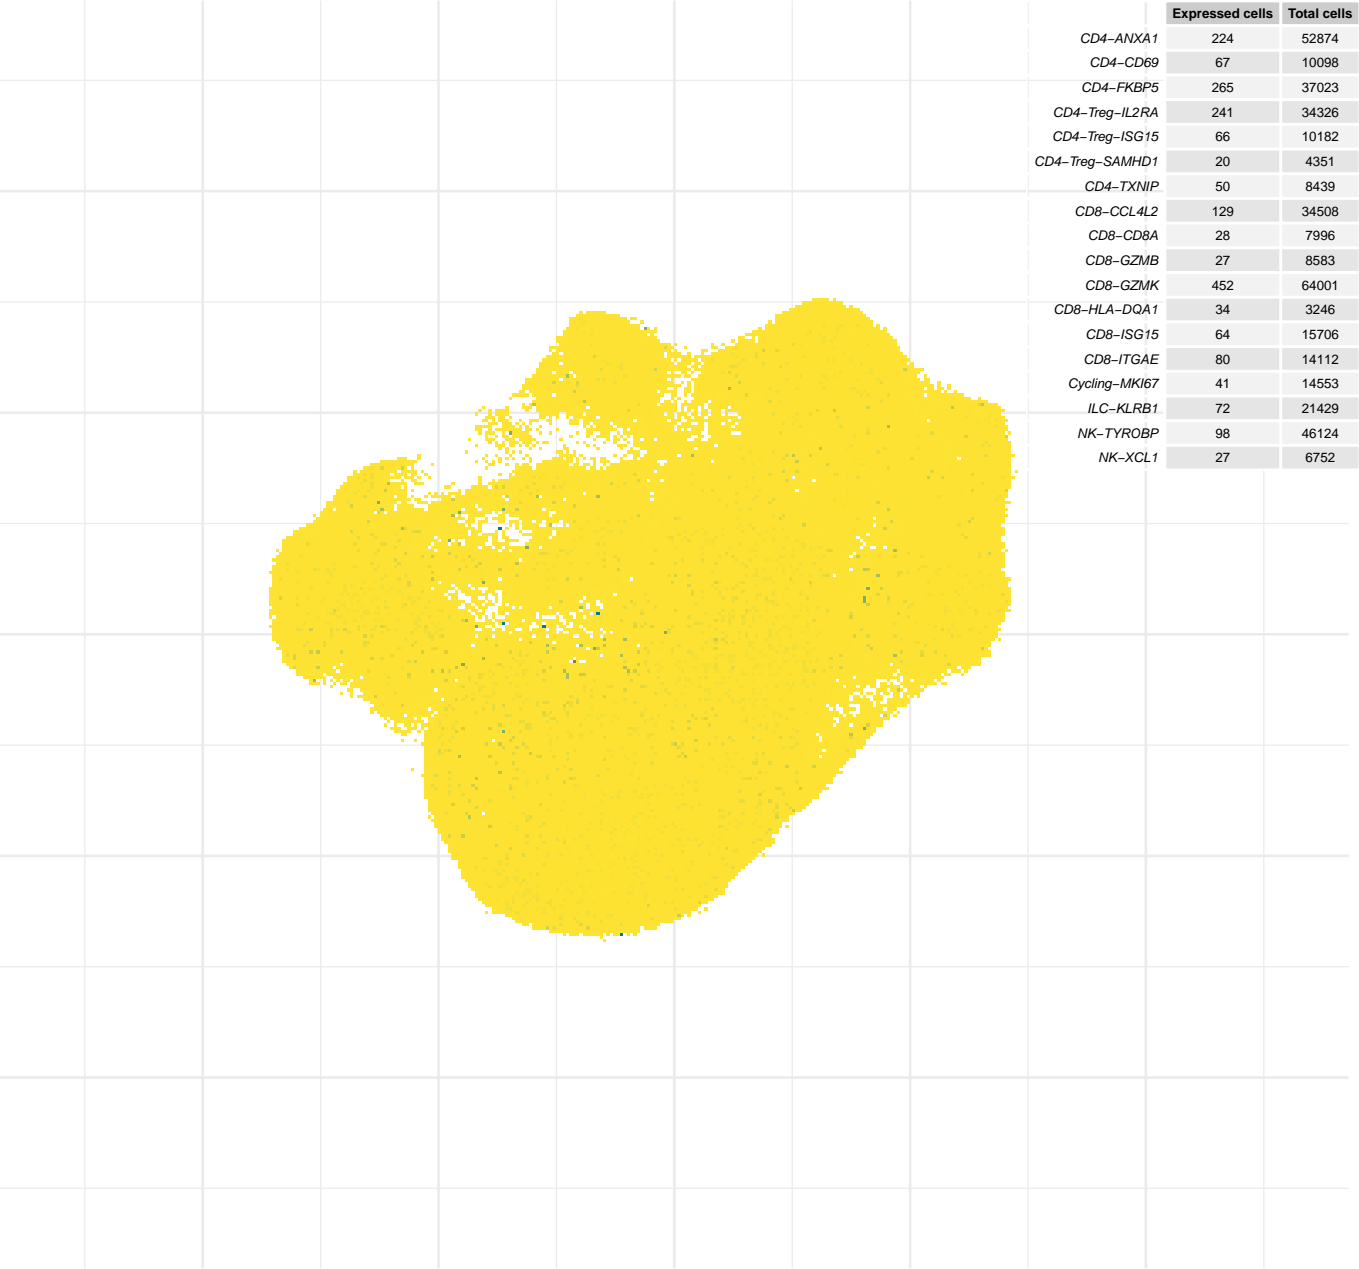 Expressed cells Total cells
CD4−ANXA1 224 52874
CD4−CD69 67 10098
CD4−FKBP5 265 37023
CD4−Treg−IL2RA 241 34326
CD4−Treg−ISG15 66 10182
CD4−Treg−SAMHD1 20 4351
CD4−TXNIP 50 8439
CD8−CCL4L2 129 34508
CD8−CD8A 28 7996
CD8−GZMB 27 8583
CD8−GZMK 452 64001
CD8−HLA−DQA1 34 3246
CD8−ISG15 64 15706
CD8−ITGAE 80 14112
Cycling−MKI67 41 14553
ILC−KLRB1 72 21429
NK−TYROBP 98 46124
NK−XCL1 27 6752